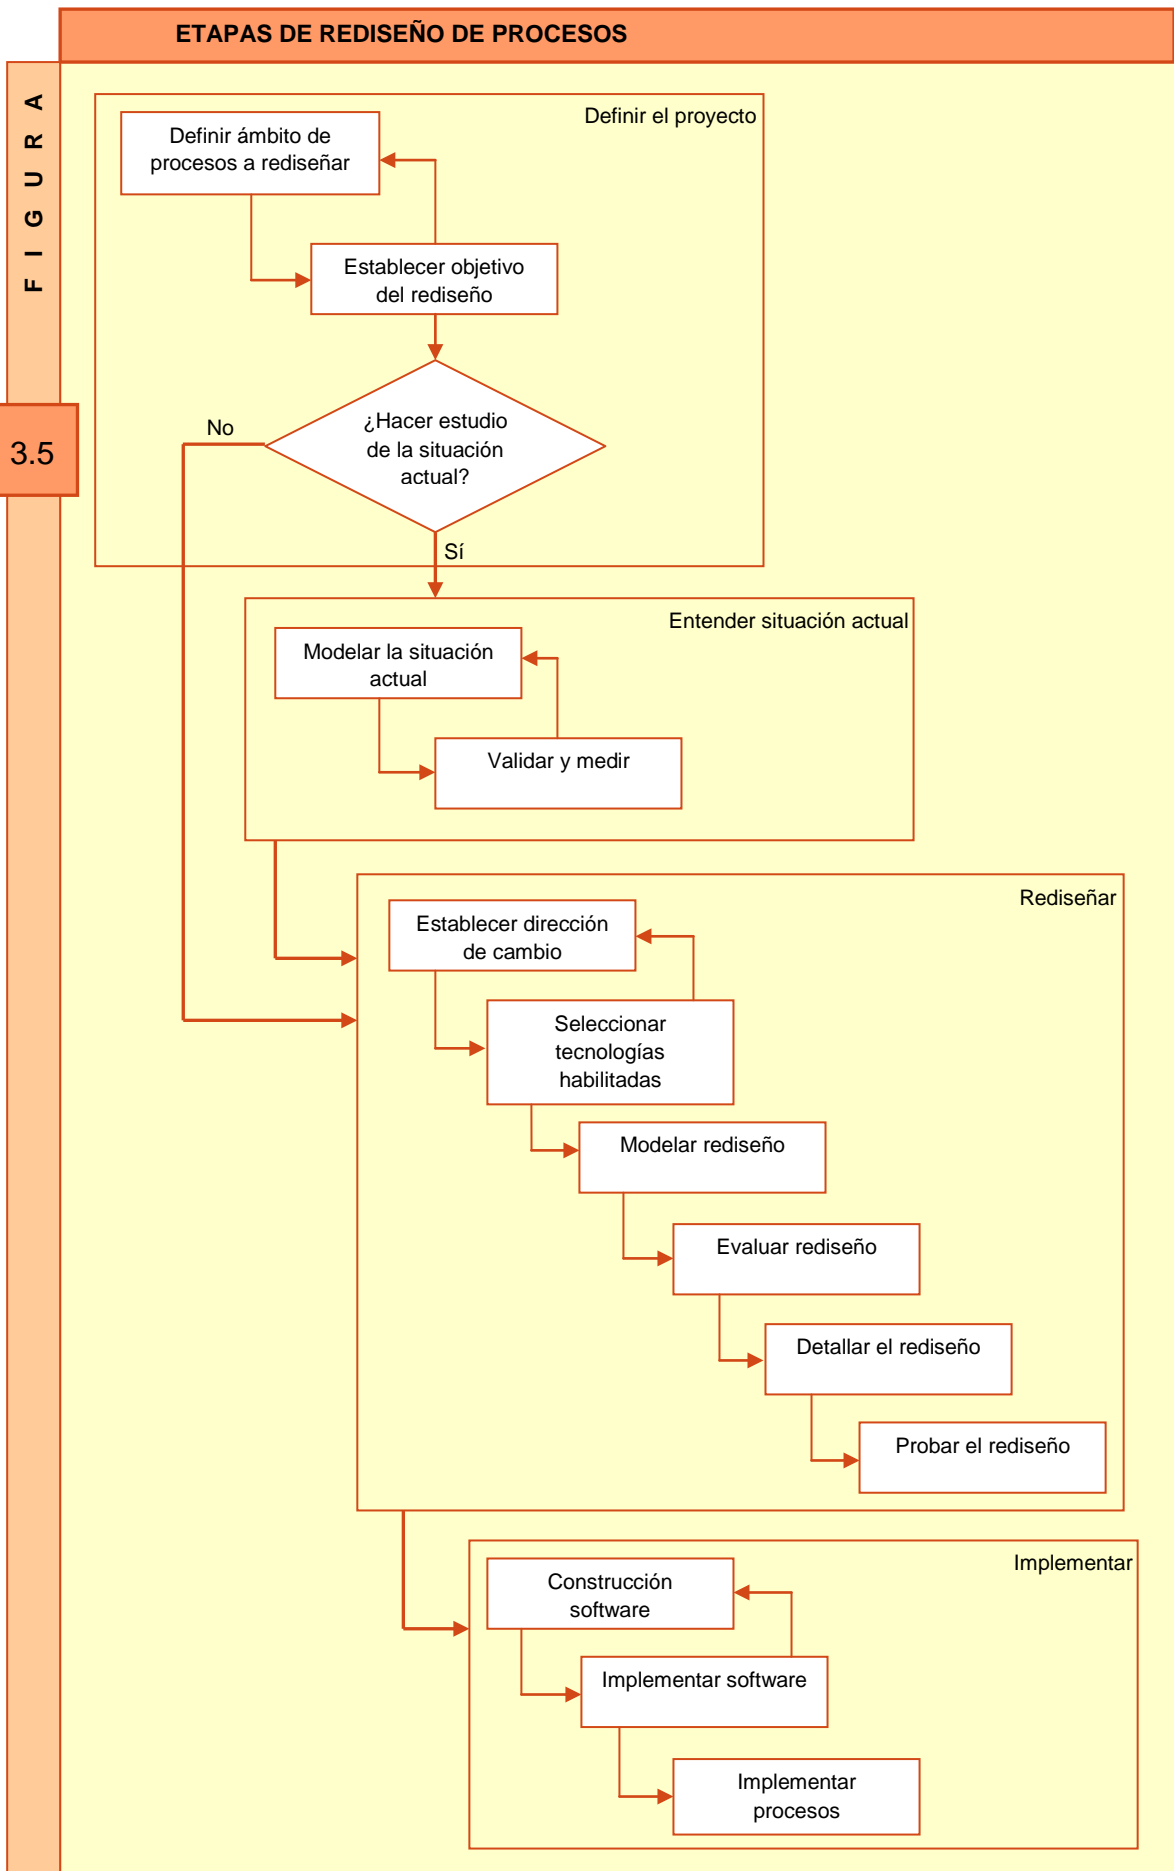 ETAPAS DE REDISEÑO DE PROCESOS
FIGURA
3.5
Definir el proyecto
Definir ámbito de
procesos a rediseñar
Establecer objetivo
del rediseño
¿Hacer estudio
de la situación
actual?
No
Sí
Entender situación actual
Modelar la situación
actual
Validar y medir
Rediseñar
Establecer dirección
de cambio
Seleccionar
tecnologías
habilitadas
Modelar rediseño
Evaluar rediseño
Detallar el rediseño
Probar el rediseño
Implementar
Construcción
software
Implementar software
Implementar
procesos